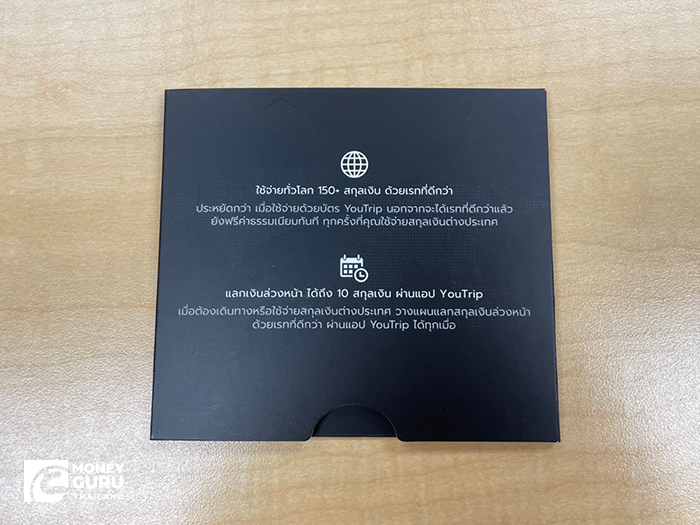 ใช้จ่ายทั่วโลก 150+ สกุลเงิน ด้วยเรทที่ดีกว่า
ประหยัดกว่า เมื่อใช้จ่ายด้วยบัตร YouTrip นอกจากจะได้เรทที่ดีกว่าแล้ว
ยังฟรีค่าธรรมเนียมทันที ทุกครั้งที่คุณใช้จ่ายสกุลเงินต่างประเทศ
แลกเงินล่วงหน้า ได้ถึง 10 สกุลเงิน ผ่านแอป YouTrip
เมื่อต้องเดินทางหรือใช้จ่ายสกุลเงินต่างประเทศ วางแผนแลกสกุลเงินล่วงหน้า
ด้วยเรทที่ดีกว่า ผ่านแอป YouTrip ได้ทุกเมื่อ
MONEY
GURU
THAILAND